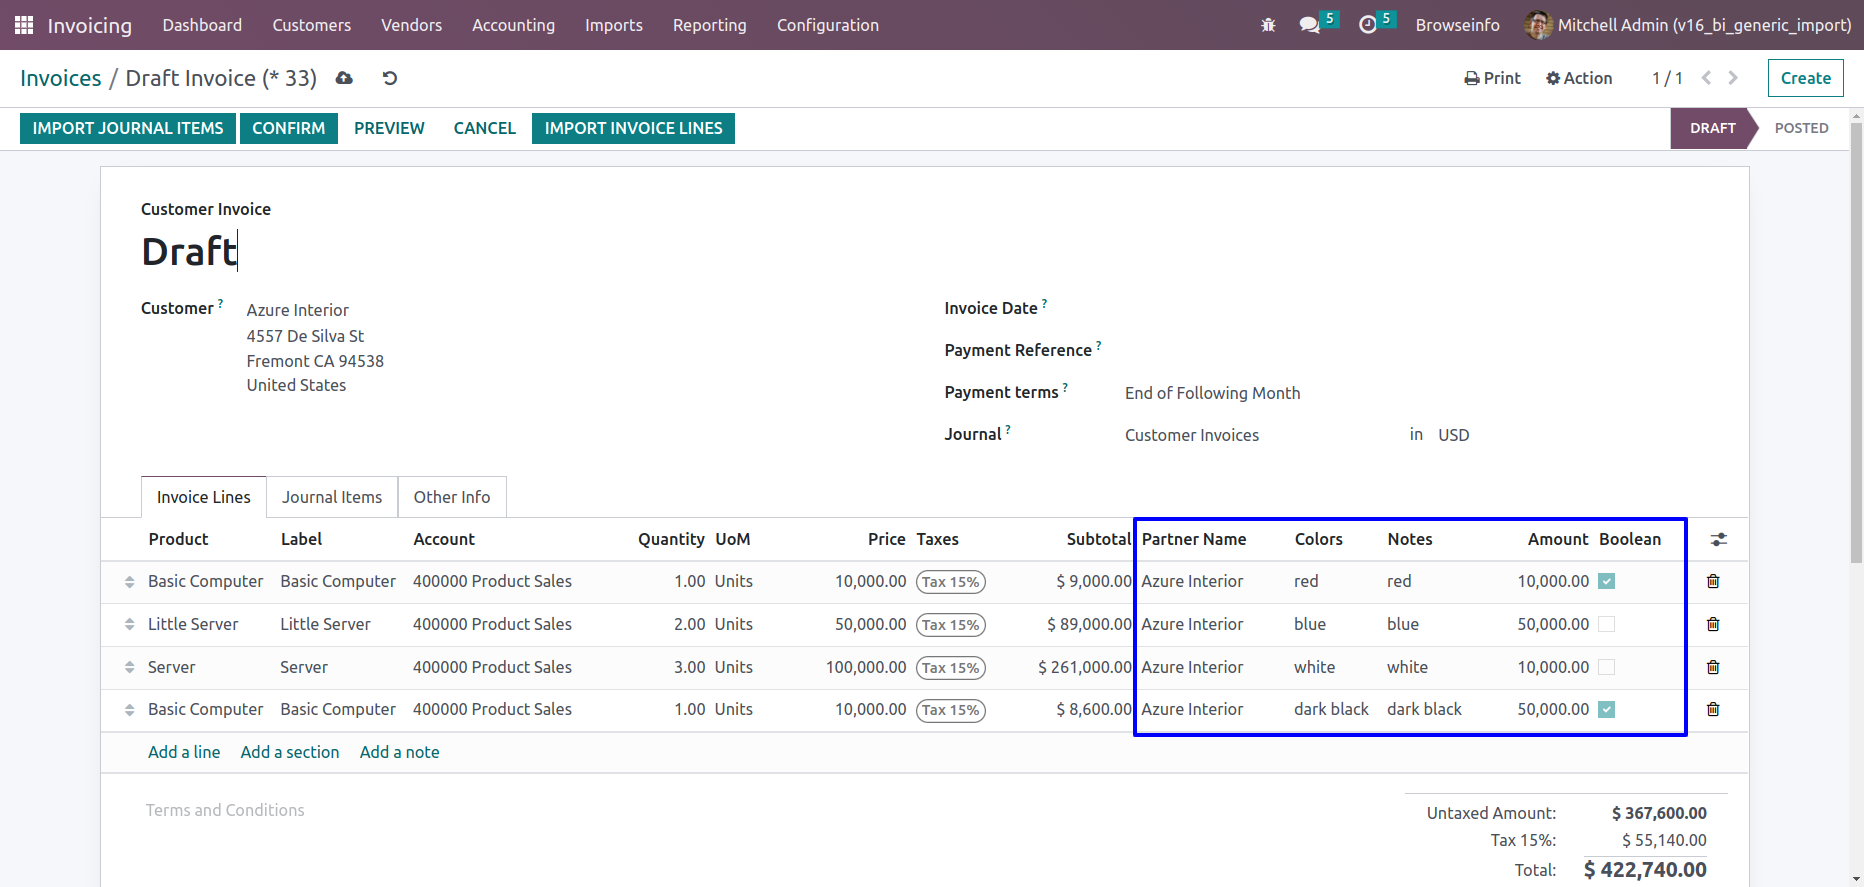 Invoicing Dashboard Customers Vendors Accounting Imports Reporting Configuration 5 5 Browseinfo Mitchell Admin (v16_bi_generic_import)
Invoices / Draft Invoice (* 33) Print Action 1 / 1 Create
IMPORT JOURNAL ITEMS CONFIRM PREVIEW CANCEL IMPORT INVOICE LINES DRAFT POSTED
Customer Invoice
Draft
Customer ? Azure Interior
4557 De Silva St
Fremont CA 94538
United States
Invoice Date ?
Payment Reference ?
Payment terms ? End of Following Month
Journal ? Customer Invoices in USD
Invoice Lines Journal Items Other Info
Product Label Account Quantity UoM Price Taxes Subtotal Partner Name Colors Notes Amount Boolean
Basic Computer Basic Computer 400000 Product Sales 1.00 Units 10,000.00 Tax 15% $ 9,000.00 Azure Interior red red 10,000.00
Little Server Little Server 400000 Product Sales 2.00 Units 50,000.00 Tax 15% $ 89,000.00 Azure Interior blue blue 50,000.00
Server Server 400000 Product Sales 3.00 Units 100,000.00 Tax 15% $ 261,000.00 Azure Interior white white 10,000.00
Basic Computer Basic Computer 400000 Product Sales 1.00 Units 10,000.00 Tax 15% $ 8,600.00 Azure Interior dark black dark black 50,000.00
Add a line Add a section Add a note
Terms and Conditions
Untaxed Amount: $ 367,600.00
Tax 15%: $ 55,140.00
Total: $ 422,740.00